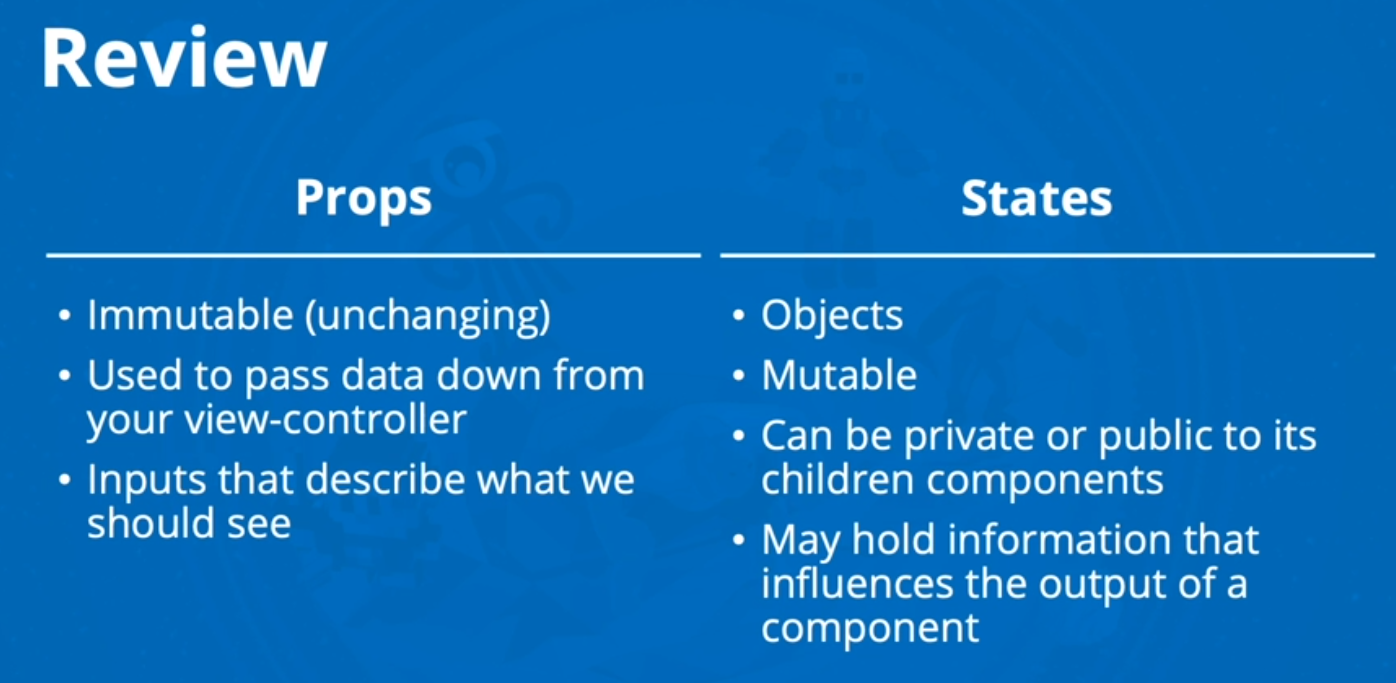 Review
Props
• Immutable (unchanging)
• Used to pass data down from
your view-controller
• Inputs that describe what we
should see
States
• Objects
• Mutable
• Can be private or public to its
children components
• May hold information that
influences the output of a
component